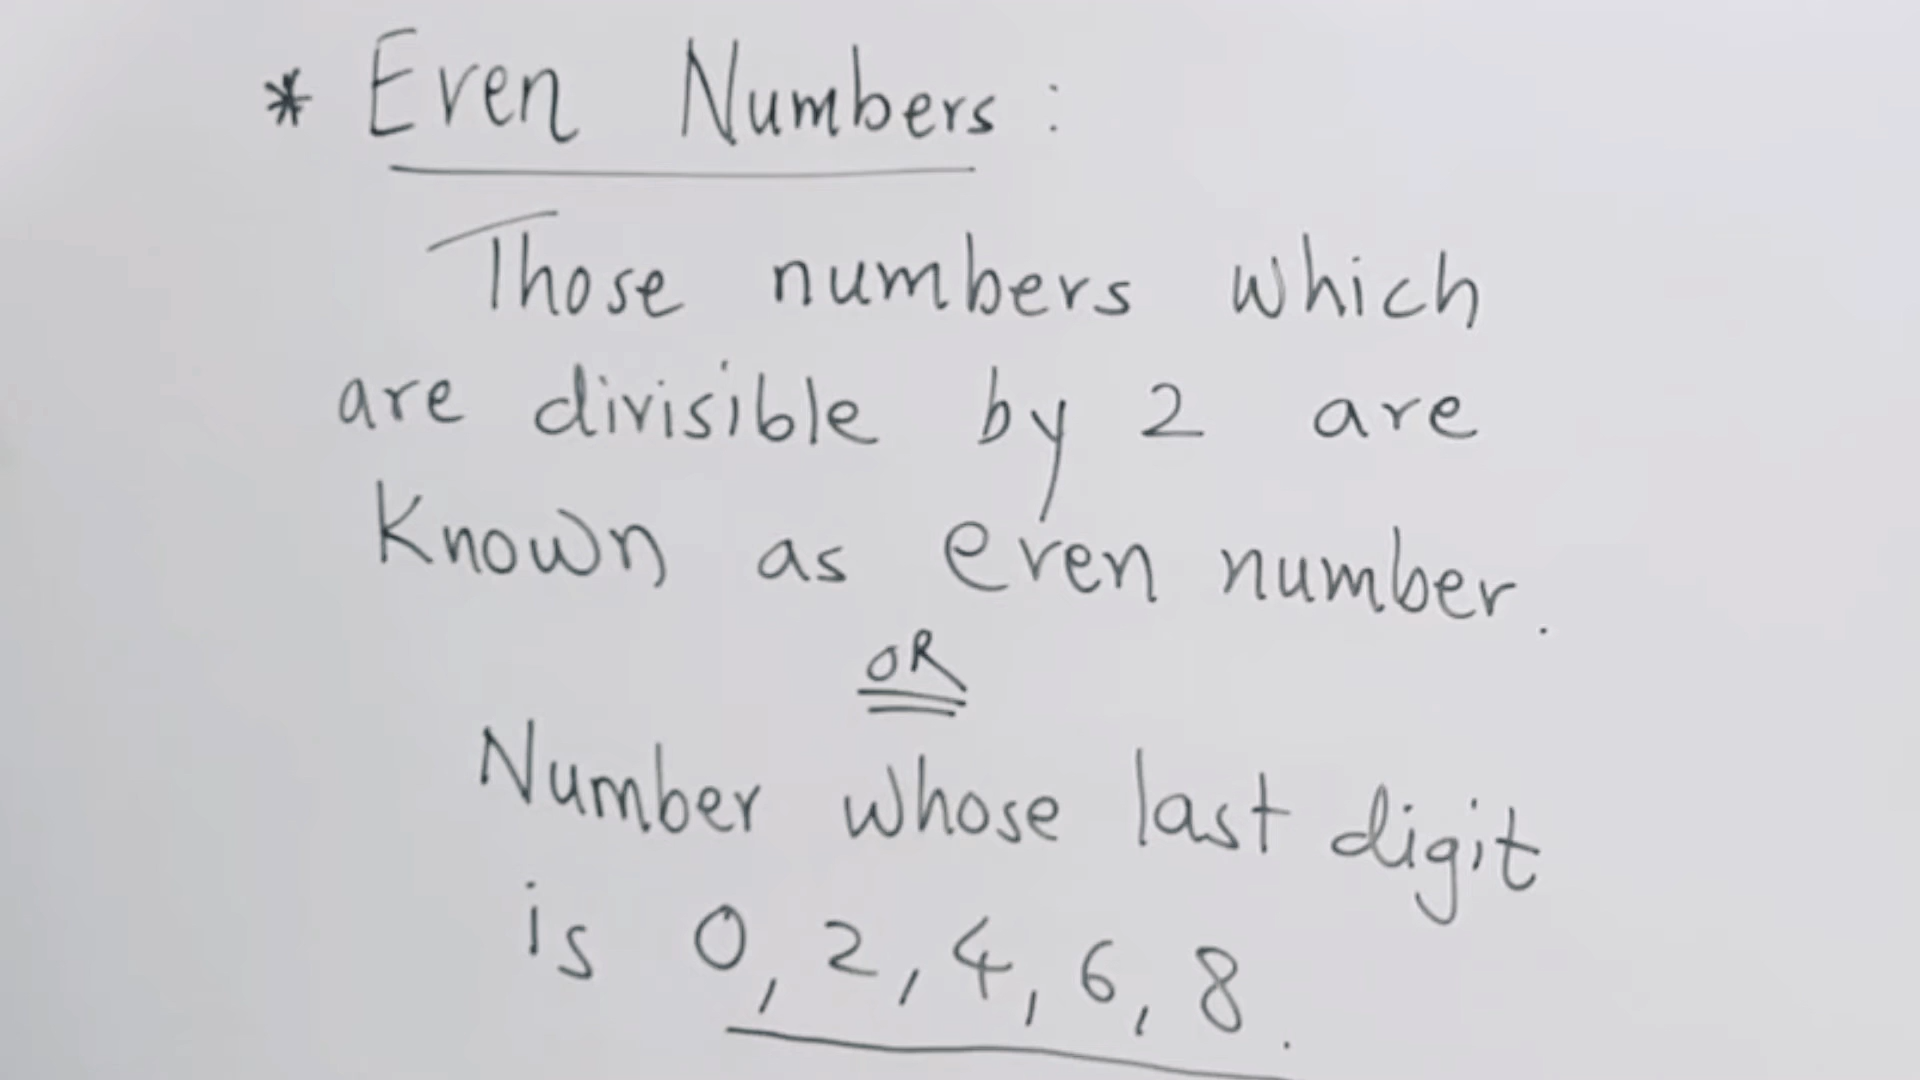 * Even Numbers :
Those numbers which
are divisible by 2 are
Known as even number.
OR
Number whose last digit
is 0, 2, 4, 6, 8.